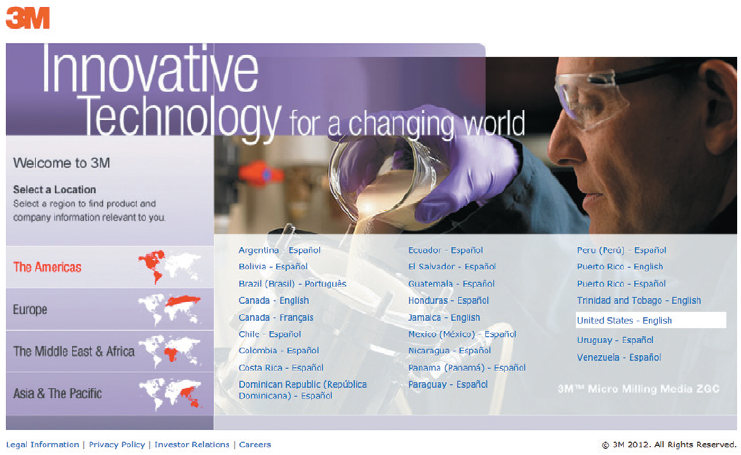 3M
Innovative
Technology for a changing world
Welcome to 3M
Select a Location
Select a region to find product and
company information relevant to you.
The Americas
Europe
The Middle East & Africa
Asia & The Pacific
Argentina - Español
Bolivia - Español
Brazil (Brasil) - Português
Canada - English
Canada - Français
Chile - Español
Colombia - Español
Costa Rica - Español
Dominican Republic (República
Dominicana) - Español
Ecuador - Español
El Salvador - Español
Guatemala - Español
Honduras - Español
Jamaica - English
Mexico (México) - Español
Nicaragua - Español
Panama (Panamá) - Español
Paraguay - Español
Peru (Perú) - Español
Puerto Rico - English
Puerto Rico - Español
Trinidad and Tobago - English
United States - English
Uruguay - Español
Venezuela - Español
3M™ Micro Milling Media ZGC
Legal Information | Privacy Policy | Investor Relations | Careers
© 3M 2012. All Rights Reserved.